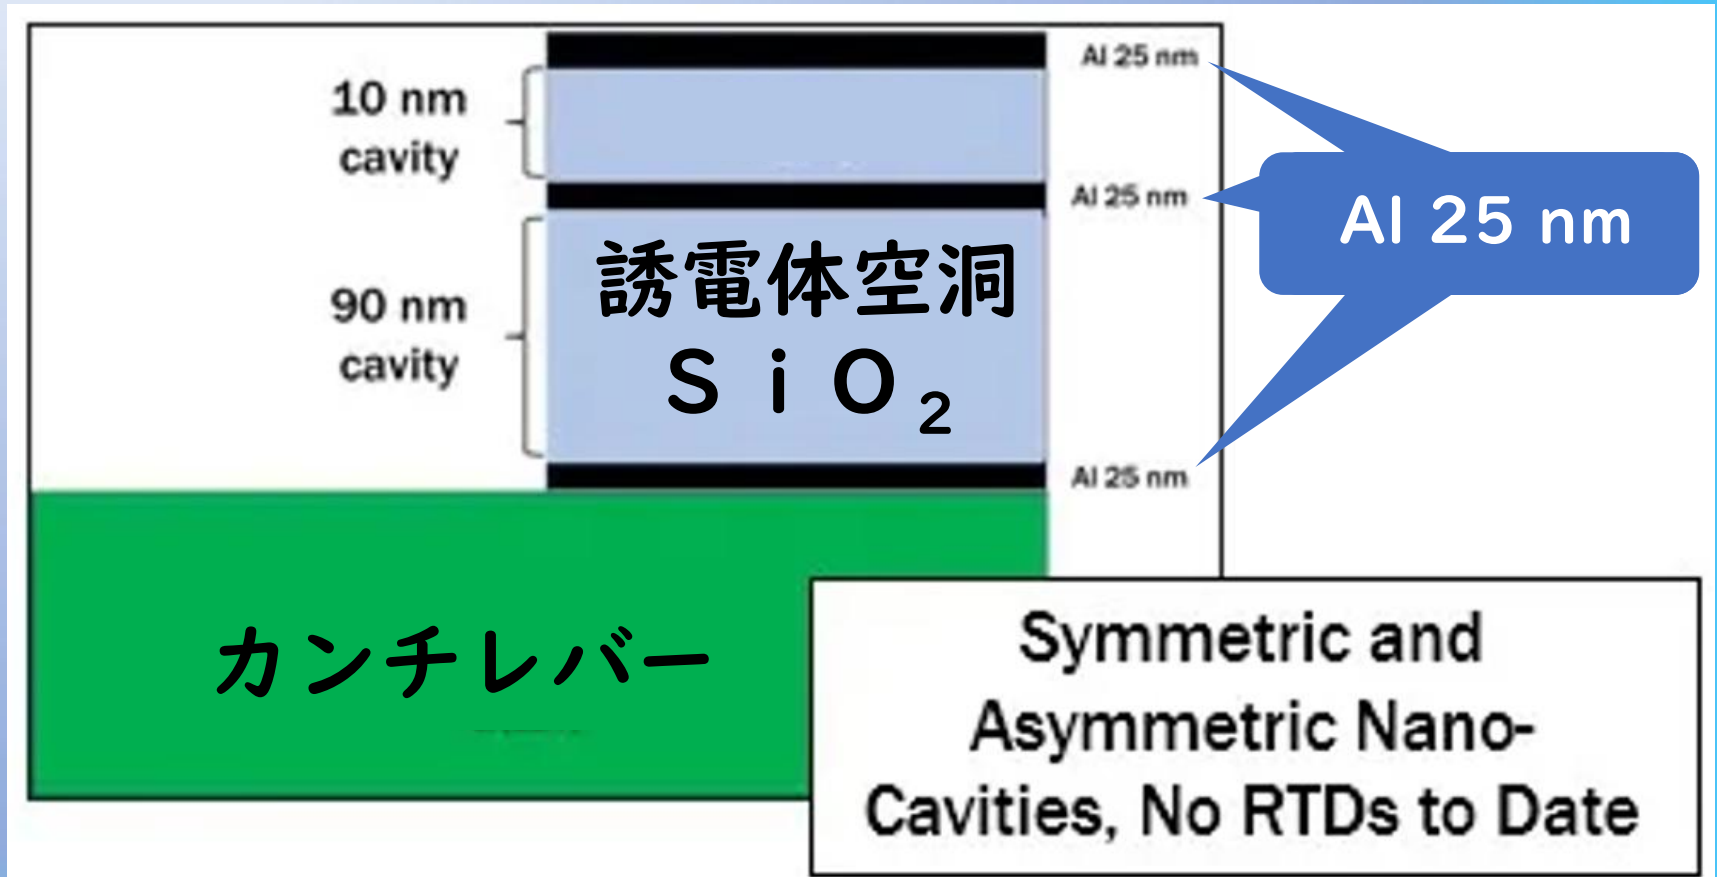 10 nm
cavity
Al 25 nm
Al 25 nm
Al 25 nm
90 nm
cavity
誘電体空洞
ＳｉＯ₂
Al 25 nm
カンチレバー
Symmetric and
Asymmetric Nano-
Cavities, No RTDs to Date